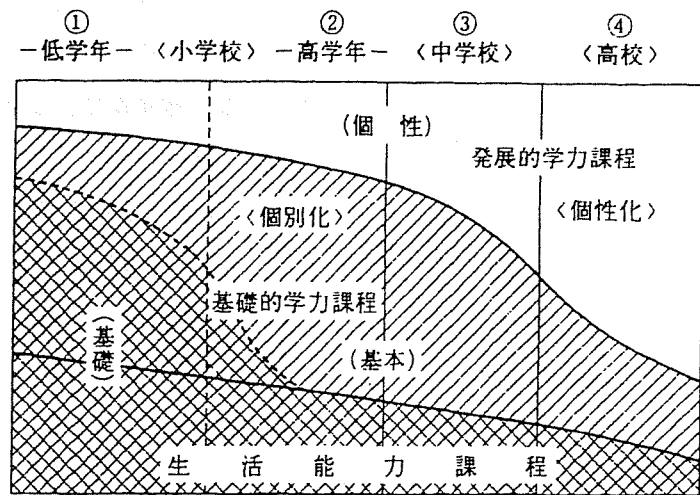 ① ② ③ ④
－低学年－ 〈小学校〉 －高学年－ 〈中学校〉 〈高校〉
(個 性)
発展的学力課程
〈個別化〉 〈個性化〉
基礎的学力課程
(基礎)
(基本)
生 活 能 力 課 程